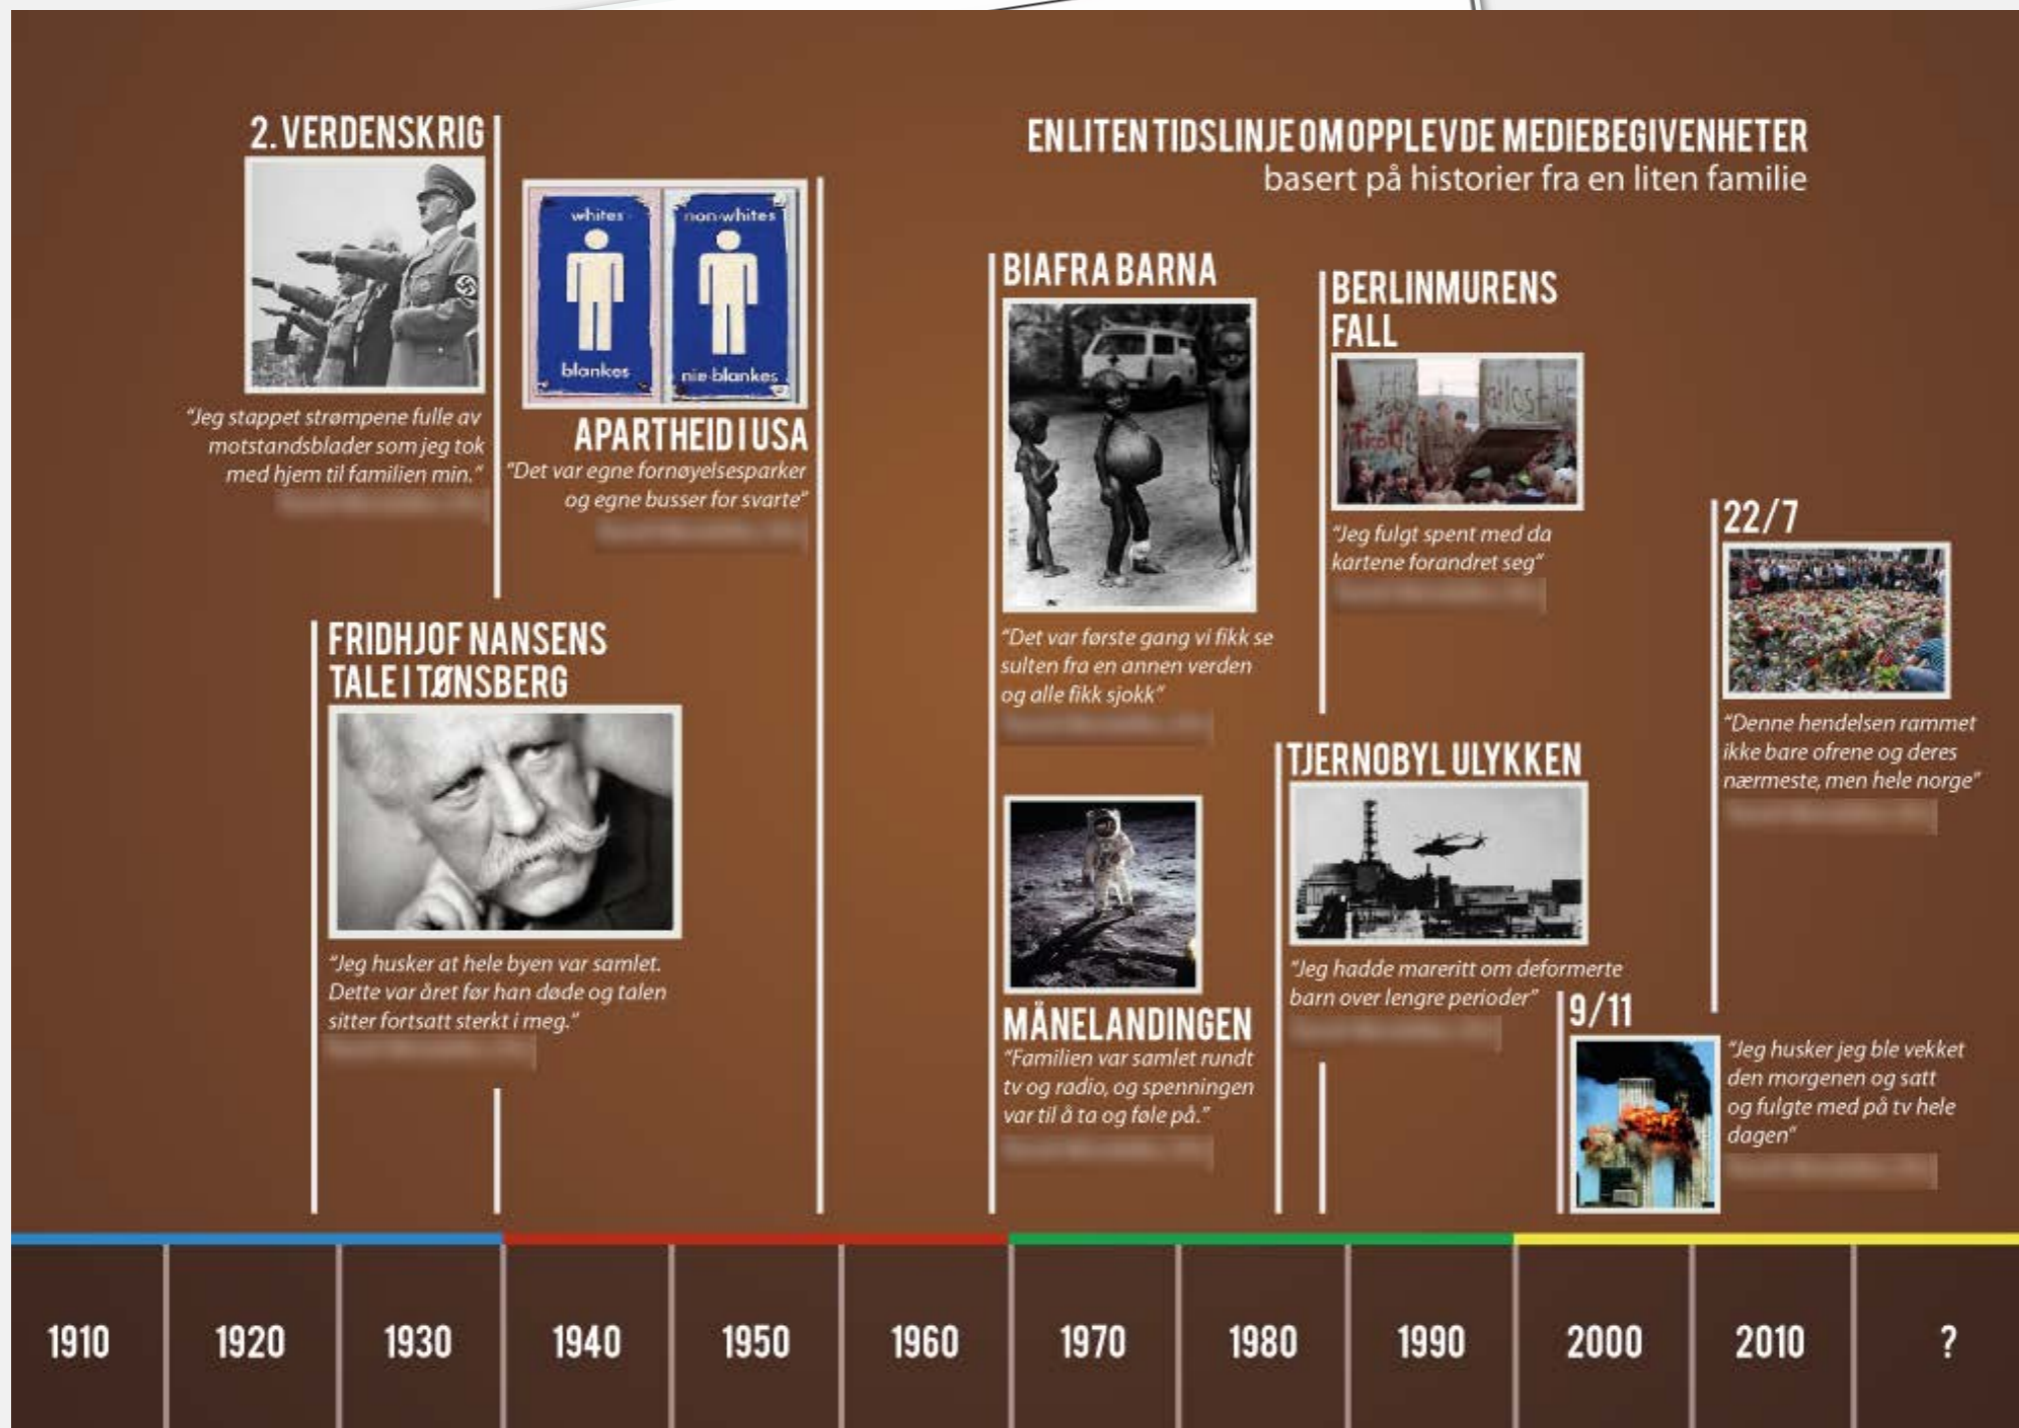 EN LITEN TIDSLINJE OM OPPLEVDE MEDIEBEGIVENHETER
basert på historier fra en liten familie
2. VERDENSKRIG
"Jeg stappet strømpene fulle av
motstandsblader som jeg tok
med hjem til familien min."
whites
blankes
non-whites
nie-blankes
APARTHEID I USA
"Det var egne fornøyelsesparker
og egne busser for svarte"
FRIDHJOF NANSENS
TALE I TØNSBERG
"Jeg husker at hele byen var samlet.
Dette var året før han døde og talen
sitter fortsatt sterkt i meg."
BIAFRA BARNA
"Det var første gang vi fikk se
sulten fra en annen verden
og alle fikk sjokk"
MÅNELANDINGEN
"Familien var samlet rundt
tv og radio, og spenningen
var til å ta og føle på."
BERLINMURENS
FALL
"Jeg fulgt spent med da
kartene forandret seg"
TJERNOBYL ULYKKEN
"Jeg hadde mareritt om deformerte
barn over lengre perioder"
22/7
"Denne hendelsen rammet
ikke bare ofrene og deres
nærmeste, men hele norge"
9/11
"Jeg husker jeg ble vekket
den morgenen og satt
og fulgte med på tv hele
dagen"
1910 1920 1930 1940 1950 1960 1970 1980 1990 2000 2010 ?